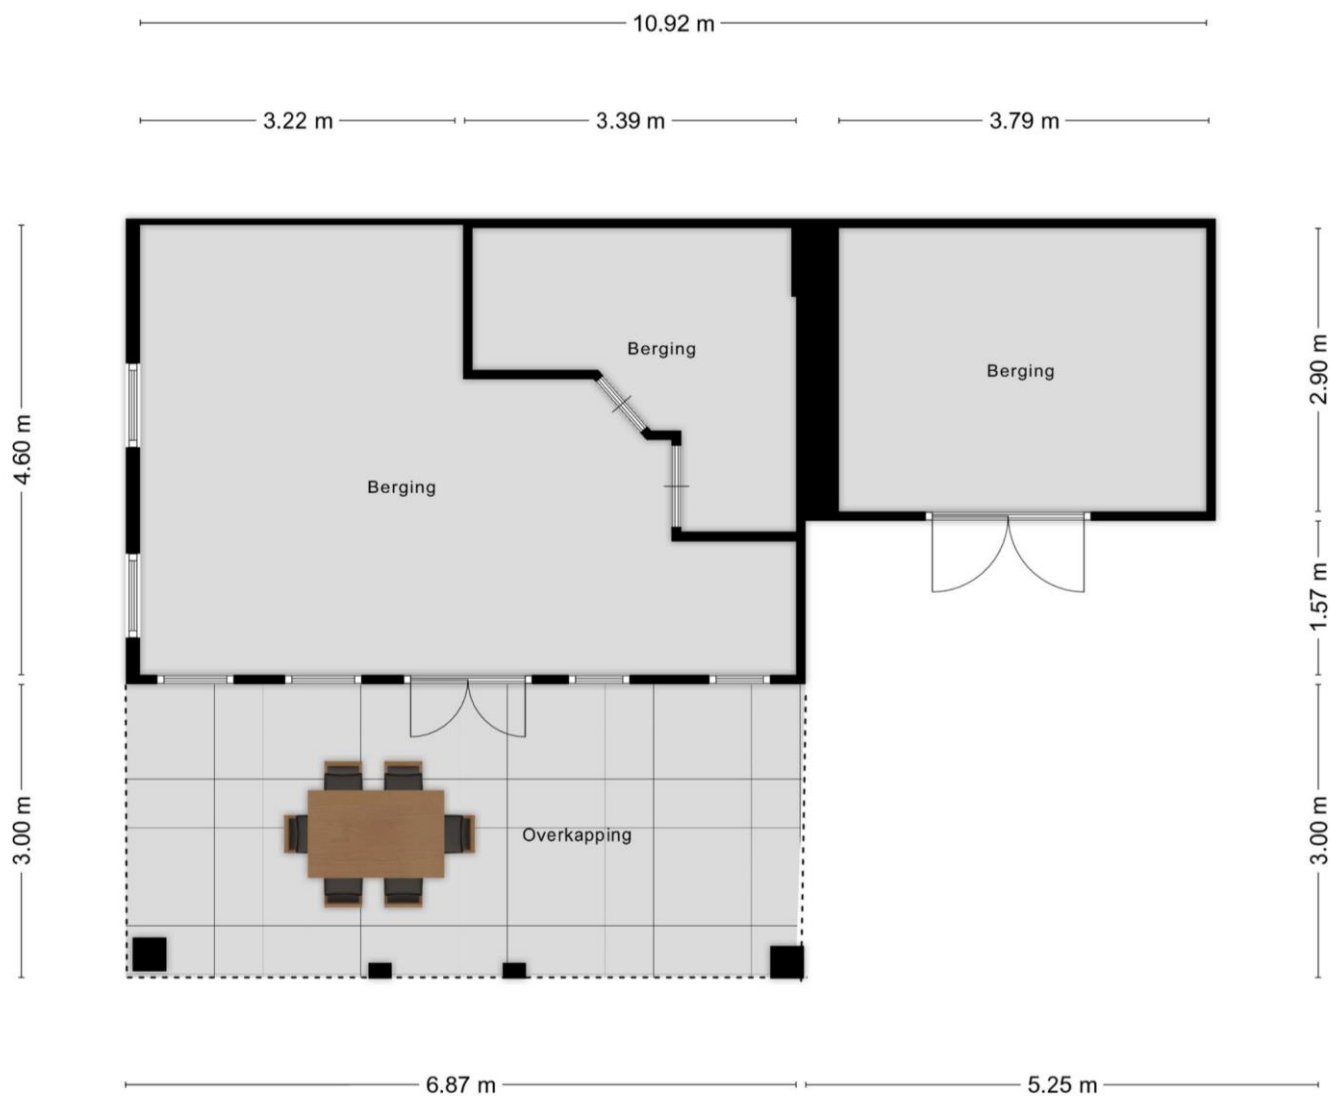 10.92 m
3.22 m
3.39 m
3.79 m
Berging
Berging
Berging
4.60 m
2.90 m
1.57 m
Overkapping
3.00 m
3.00 m
6.87 m
5.25 m